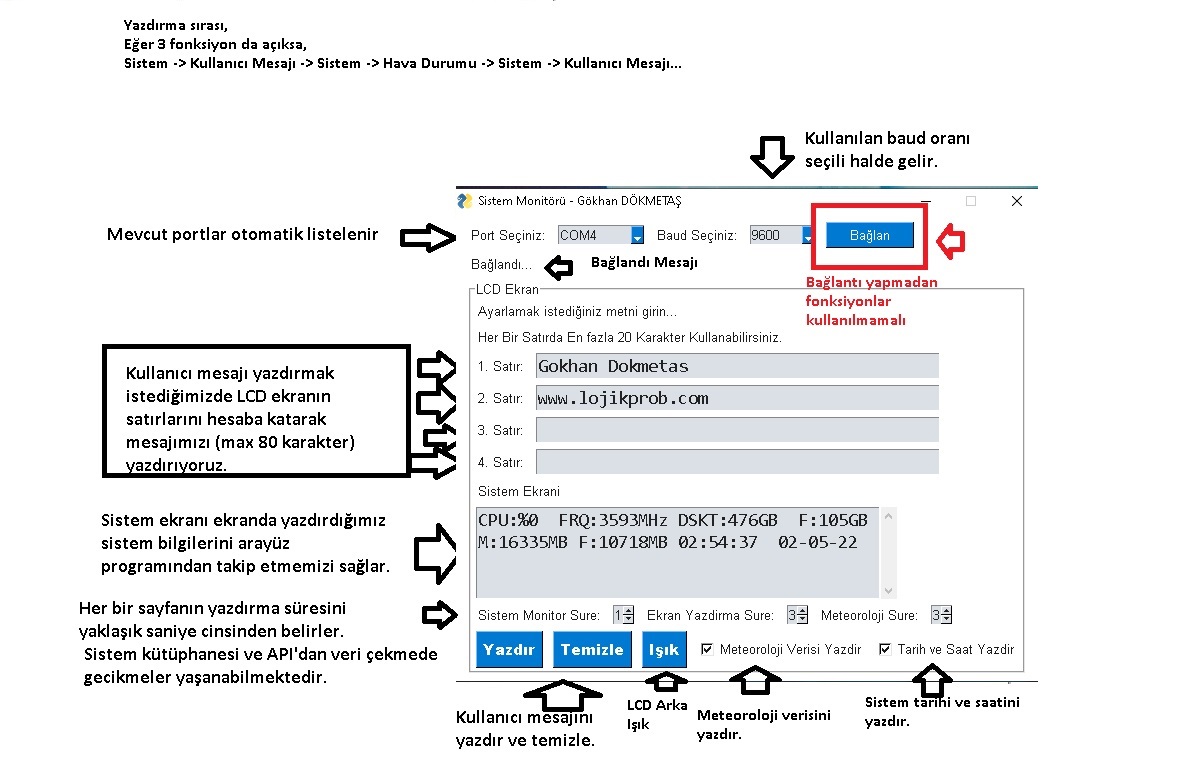 Yazdırma sırası,
Eğer 3 fonksiyon da açıksa,
Sistem -> Kullanıcı Mesajı -> Sistem -> Hava Durumu -> Sistem -> Kullanıcı Mesajı...
Kullanılan baud oranı
seçili halde gelir.
Sistem Monitörü - Gökhan DÖKMETAŞ
Mevcut portlar otomatik listelenir
Port Seçiniz: COM4 Baud Seçiniz: 9600 Bağlan
Bağlandı... Bağlandı Mesajı
Bağlantı yapmadan
fonksiyonlar
kullanılmamalı
LCD Ekran
Ayarlamak istediğiniz metni girin...
Her Bir Satırda En fazla 20 Karakter Kullanabilirsiniz.
1. Satır: Gokhan Dokmetas
2. Satır: www.lojikprob.com
3. Satır:
4. Satır:
Kullanıcı mesajı yazdırmak
istediğimizde LCD ekranın
satırlarını hesaba katarak
mesajımızı (max 80 karakter)
yazdırıyoruz.
Sistem Ekrani
CPU:%0 FRQ:3593MHz DSKT:476GB F:105GB
M:16335MB F:10718MB 02:54:37 02-05-22
Sistem ekranı ekranda yazdırdığımız
sistem bilgilerini arayüz
programından takip etmemizi sağlar.
Her bir sayfanın yazdırma süresini
yaklaşık saniye cinsinden belirler.
Sistem kütüphanesi ve API'dan veri çekmede
gecikmeler yaşanabilmektedir.
Sistem Monitor Sure: 1 Ekran Yazdirma Sure: 3 Meteoroloji Sure: 3
Yazdır Temizle Işık Meteoroloji Verisi Yazdir Tarih ve Saat Yazdir
Kullanıcı mesajını
yazdır ve temizle.
LCD Arka
Işık
Meteoroloji verisini
yazdır.
Sistem tarihi ve saatini
yazdır.